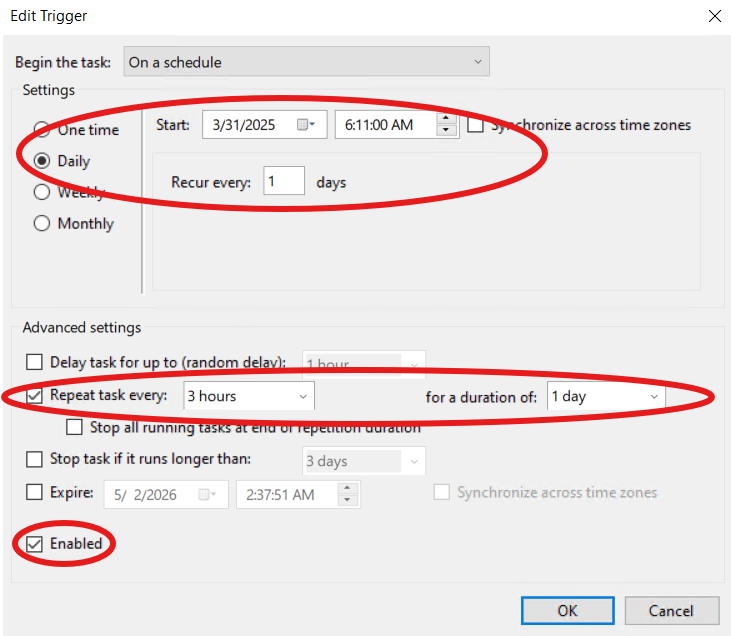 Edit Trigger
Begin the task: On a schedule
Settings
One time
Daily
Weekly
Monthly
Start: 3/31/2025 6:11:00 AM Synchronize across time zones
Recur every: 1 days
Advanced settings
Delay task for up to (random delay): 1 hour
Repeat task every: 3 hours for a duration of: 1 day
Stop all running tasks at end of repetition duration
Stop task if it runs longer than: 3 days
Expire: 5/ 2/2026 2:37:51 AM Synchronize across time zones
Enabled
OK Cancel